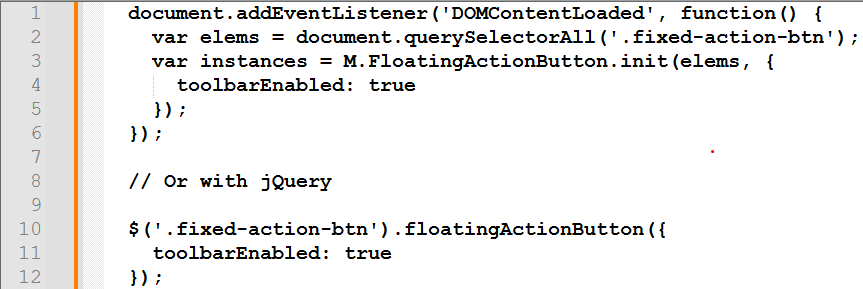 1 document.addEventListener('DOMContentLoaded', function() {
2   var elems = document.querySelectorAll('.fixed-action-btn');
3   var instances = M.FloatingActionButton.init(elems, {
4     toolbarEnabled: true
5   });
6 });
7
8 // Or with jQuery
9
10 $('.fixed-action-btn').floatingActionButton({
11   toolbarEnabled: true
12 });